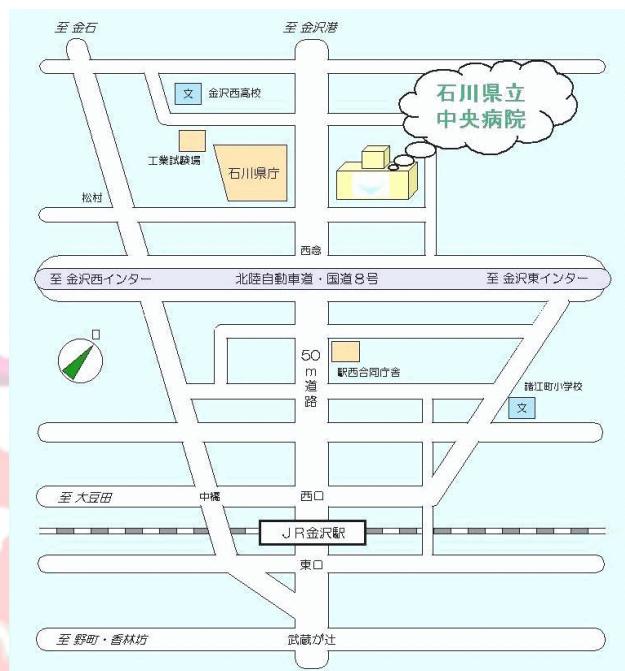 至 金石
至 金沢港
文
金沢西高校
石川県立
中央病院
工業試験場
石川県庁
松村
西念
至 金沢西インター
北陸自動車道・国道8号
至 金沢東インター
50m道路
駅西合同庁舎
諸江町小学校
文
至 大豆田
中橋
西口
JR金沢駅
東口
至 野町・香林坊
武蔵が辻